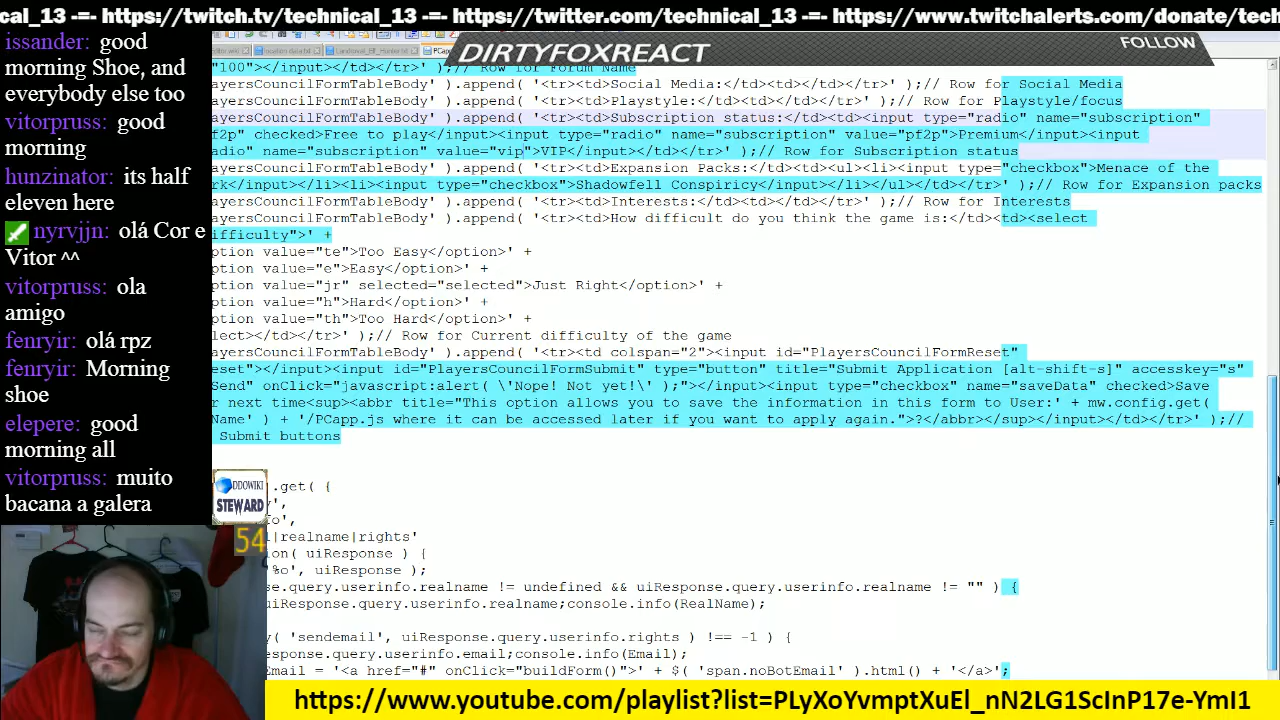 cal_13 -=- https://twitch.tv/technical_13 -=- https://twitter.com/technical_13 -=- https://www.twitchalerts.com/donate/tech
DIRTYFOXREACT
FOLLOW
issander: good
morning Shoe, and
everybody else too
vitorpruss: good
morning
hunzinator: its half
eleven here
nyrvjjn: olá Cor e
Vitor ^^
vitorpruss: ola
amigo
fenryir: olá rpz
fenryir: Morning
shoe
elepere: good
morning all
vitorpruss: muito
bacana a galera
"100"></input></td></tr>' );// Row for Forum Name
ayersCouncilFormTableBody' ).append( '<tr><td>Social Media:</td><td></td></tr>' );// Row for Social Media
ayersCouncilFormTableBody' ).append( '<tr><td>Playstyle:</td><td></td></tr>' );// Row for Playstyle/focus
ayersCouncilFormTableBody' ).append( '<tr><td>Subscription status:</td><td><input type="radio" name="subscription"
f2p" checked>Free to play</input><input type="radio" name="subscription" value="pf2p">Premium</input><input
adio" name="subscription" value="vip">VIP</input></td></tr>' );// Row for Subscription status
ayersCouncilFormTableBody' ).append( '<tr><td>Expansion Packs:</td><td><ul><li><input type="checkbox">Menace of the
rk</input></li><li><input type="checkbox">Shadowfell Conspiricy</input></li></ul></td></tr>' );// Row for Expansion packs
ayersCouncilFormTableBody' ).append( '<tr><td>Interests:</td><td></td></tr>' );// Row for Interests
ayersCouncilFormTableBody' ).append( '<tr><td>How difficult do you think the game is:</td><td><select
ifficulty">' +
ption value="te">Too Easy</option>' +
ption value="e">Easy</option>' +
ption value="jr" selected="selected">Just Right</option>' +
ption value="h">Hard</option>' +
ption value="th">Too Hard</option>' +
lect></td></tr>' );// Row for Current difficulty of the game
ayersCouncilFormTableBody' ).append( '<tr><td colspan="2"><input id="PlayersCouncilFormReset"
eset"></input><input id="PlayersCouncilFormSubmit" type="button" title="Submit Application [alt-shift-s]" accesskey="s"
Send" onClick="javascript:alert( \'Nope! Not yet!\' );"></input><input type="checkbox" name="saveData" checked>Save
r next time<sup><abbr title="This option allows you to save the information in this form to User:' + mw.config.get(
Name' ) + '/PCapp.js where it can be accessed later if you want to apply again.">?</abbr></sup></input></td></tr>' );//
Submit buttons
DDOWIKI
STEWARD
54
.get( {
y',
fo',
l|realname|rights'
ion( uiResponse ) {
'%o', uiResponse );
se.query.userinfo.realname != undefined && uiResponse.query.userinfo.realname != "" ) {
uiResponse.query.userinfo.realname;console.info(RealName);
y( 'sendemail', uiResponse.query.userinfo.rights ) !== -1 ) {
se.query.userinfo.email;console.info(Email);
Email = '<a href="#" onClick="buildForm()">' + $( 'span.noBotEmail' ).html() + '</a>';
https://www.youtube.com/playlist?list=PLyXoYvmptXuEl_nN2LG1ScInP17e-YmI1